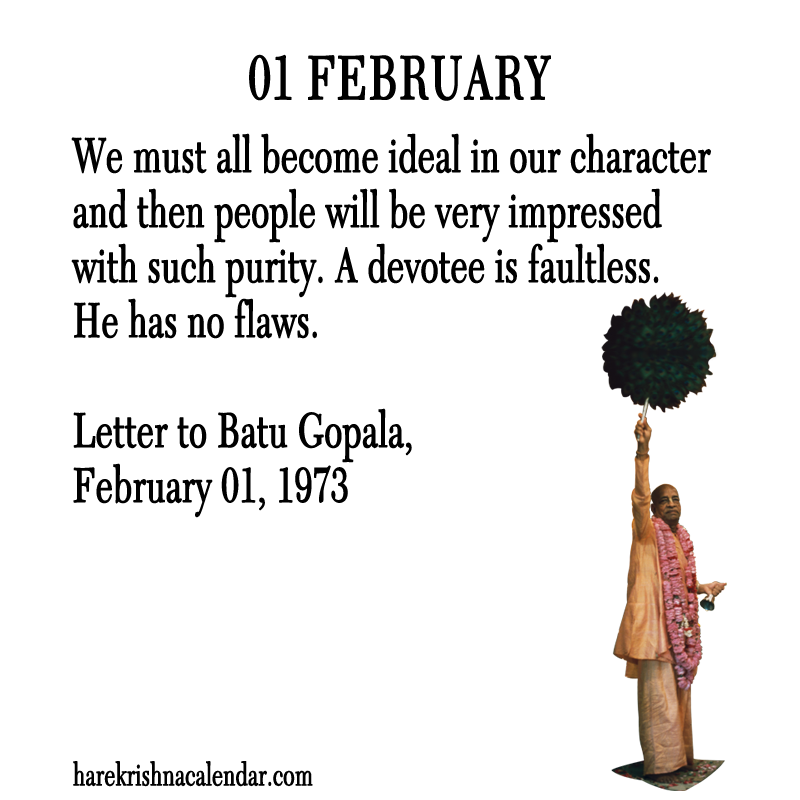 01 FEBRUARY
We must all become ideal in our character
and then people will be very impressed
with such purity. A devotee is faultless.
He has no flaws.
Letter to Batu Gopala,
February 01, 1973
harekrishnacalendar.com